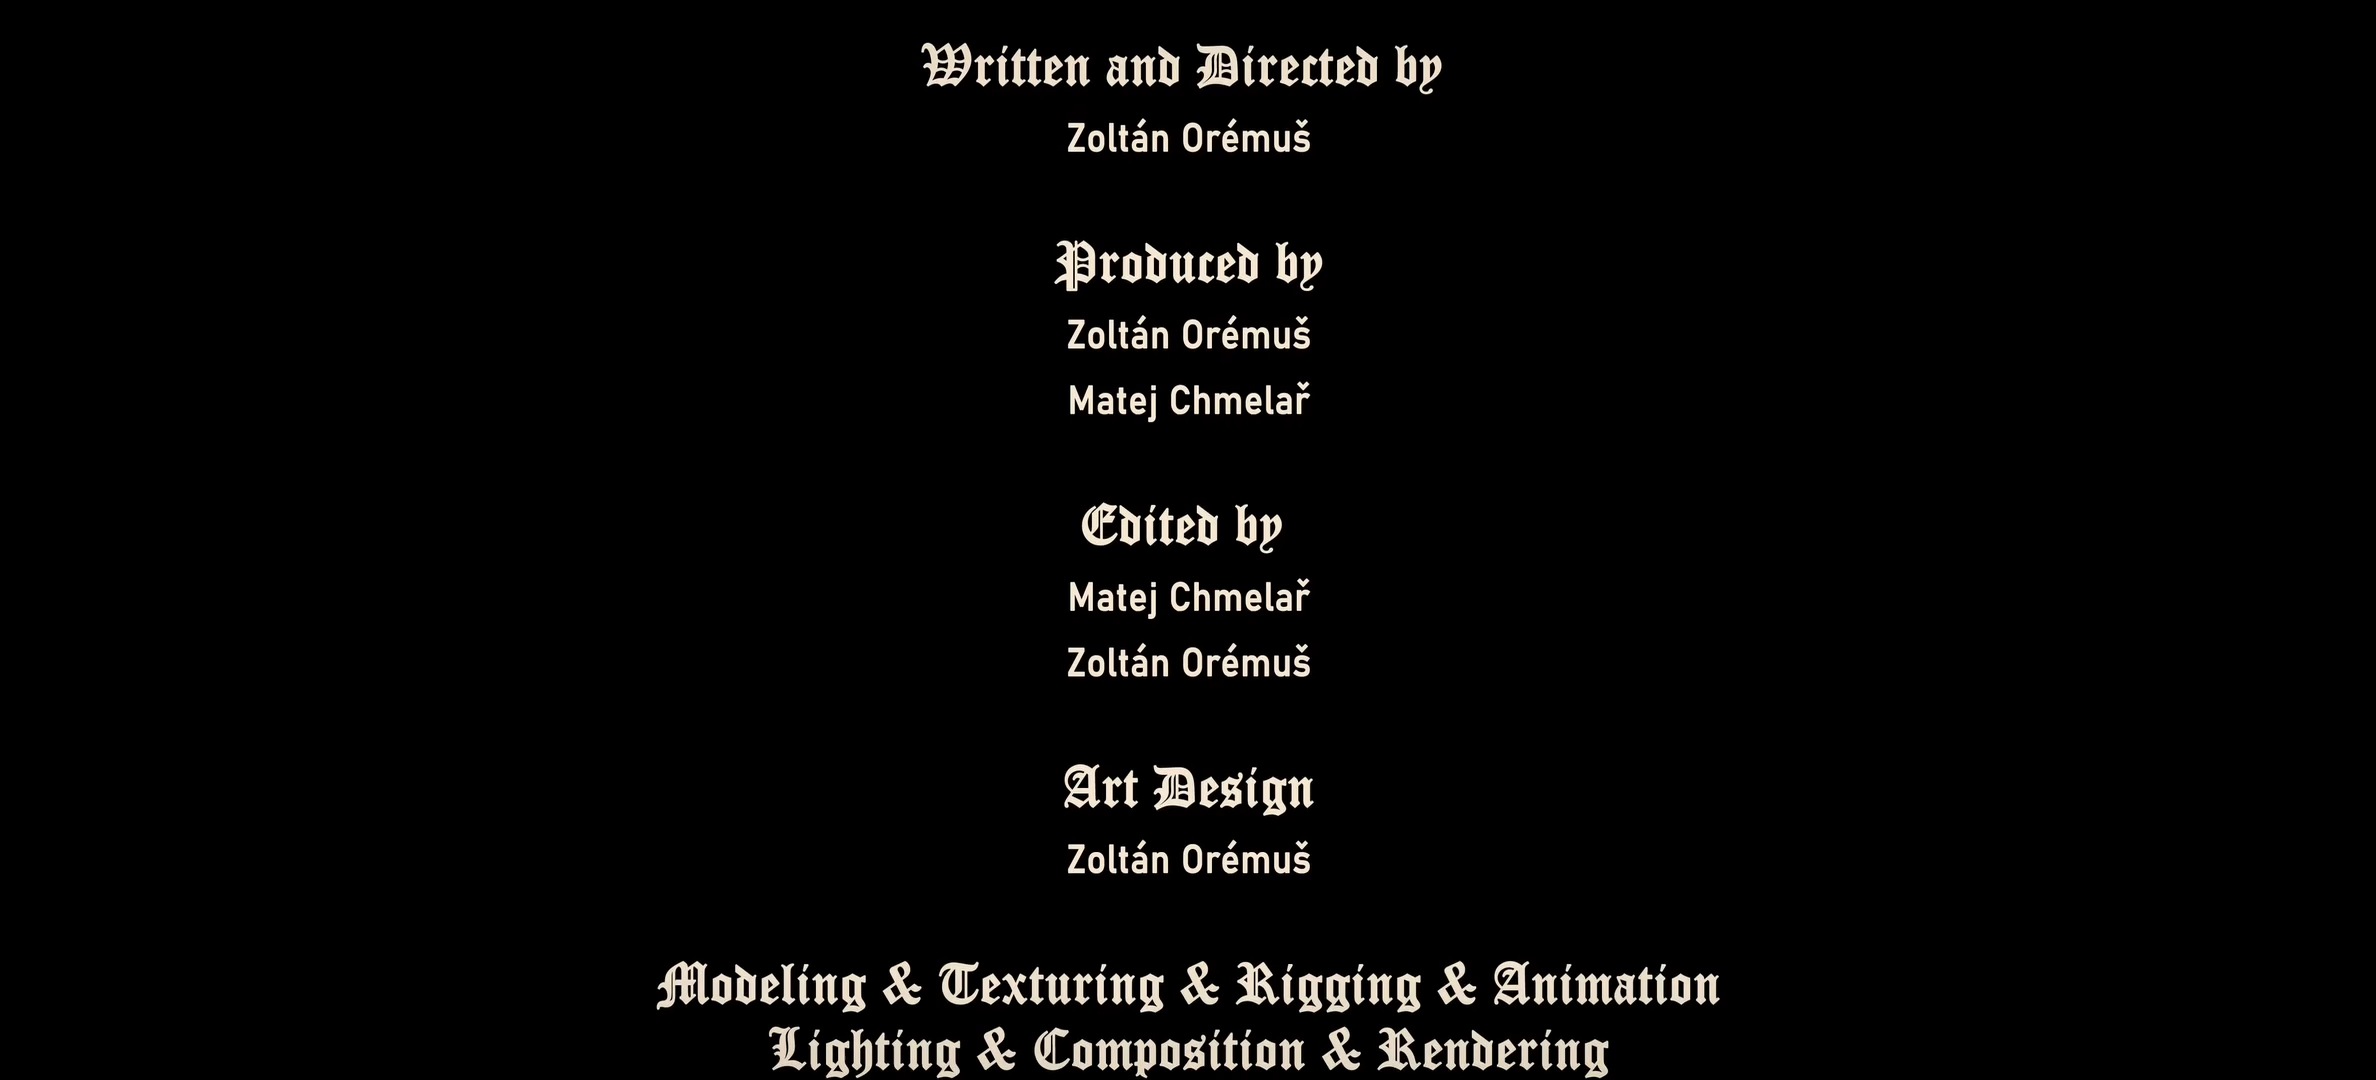 Written and Directed by
Zoltán Orémuš
Produced by
Zoltán Orémuš
Matej Chmelař
Edited by
Matej Chmelař
Zoltán Orémuš
Art Design
Zoltán Orémuš
Modeling & Texturing & Rigging & Animation
Lighting & Composition & Rendering